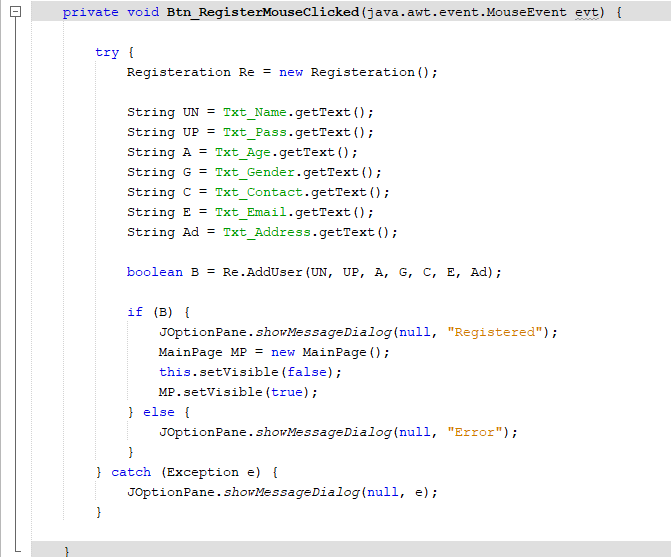 private void Btn_RegisterMouseClicked(java.awt.event.MouseEvent evt) {
try {
Registeration Re = new Registeration();
String UN = Txt_Name.getText();
String UP = Txt_Pass.getText();
String A = Txt_Age.getText();
String G = Txt_Gender.getText();
String C = Txt_Contact.getText();
String E = Txt_Email.getText();
String Ad = Txt_Address.getText();
boolean B = Re.AddUser(UN, UP, A, G, C, E, Ad);
if (B) {
JOptionPane.showMessageDialog(null, "Registered");
MainPage MP = new MainPage();
this.setVisible(false);
MP.setVisible(true);
} else {
JOptionPane.showMessageDialog(null, "Error");
}
} catch (Exception e) {
JOptionPane.showMessageDialog(null, e);
}
}